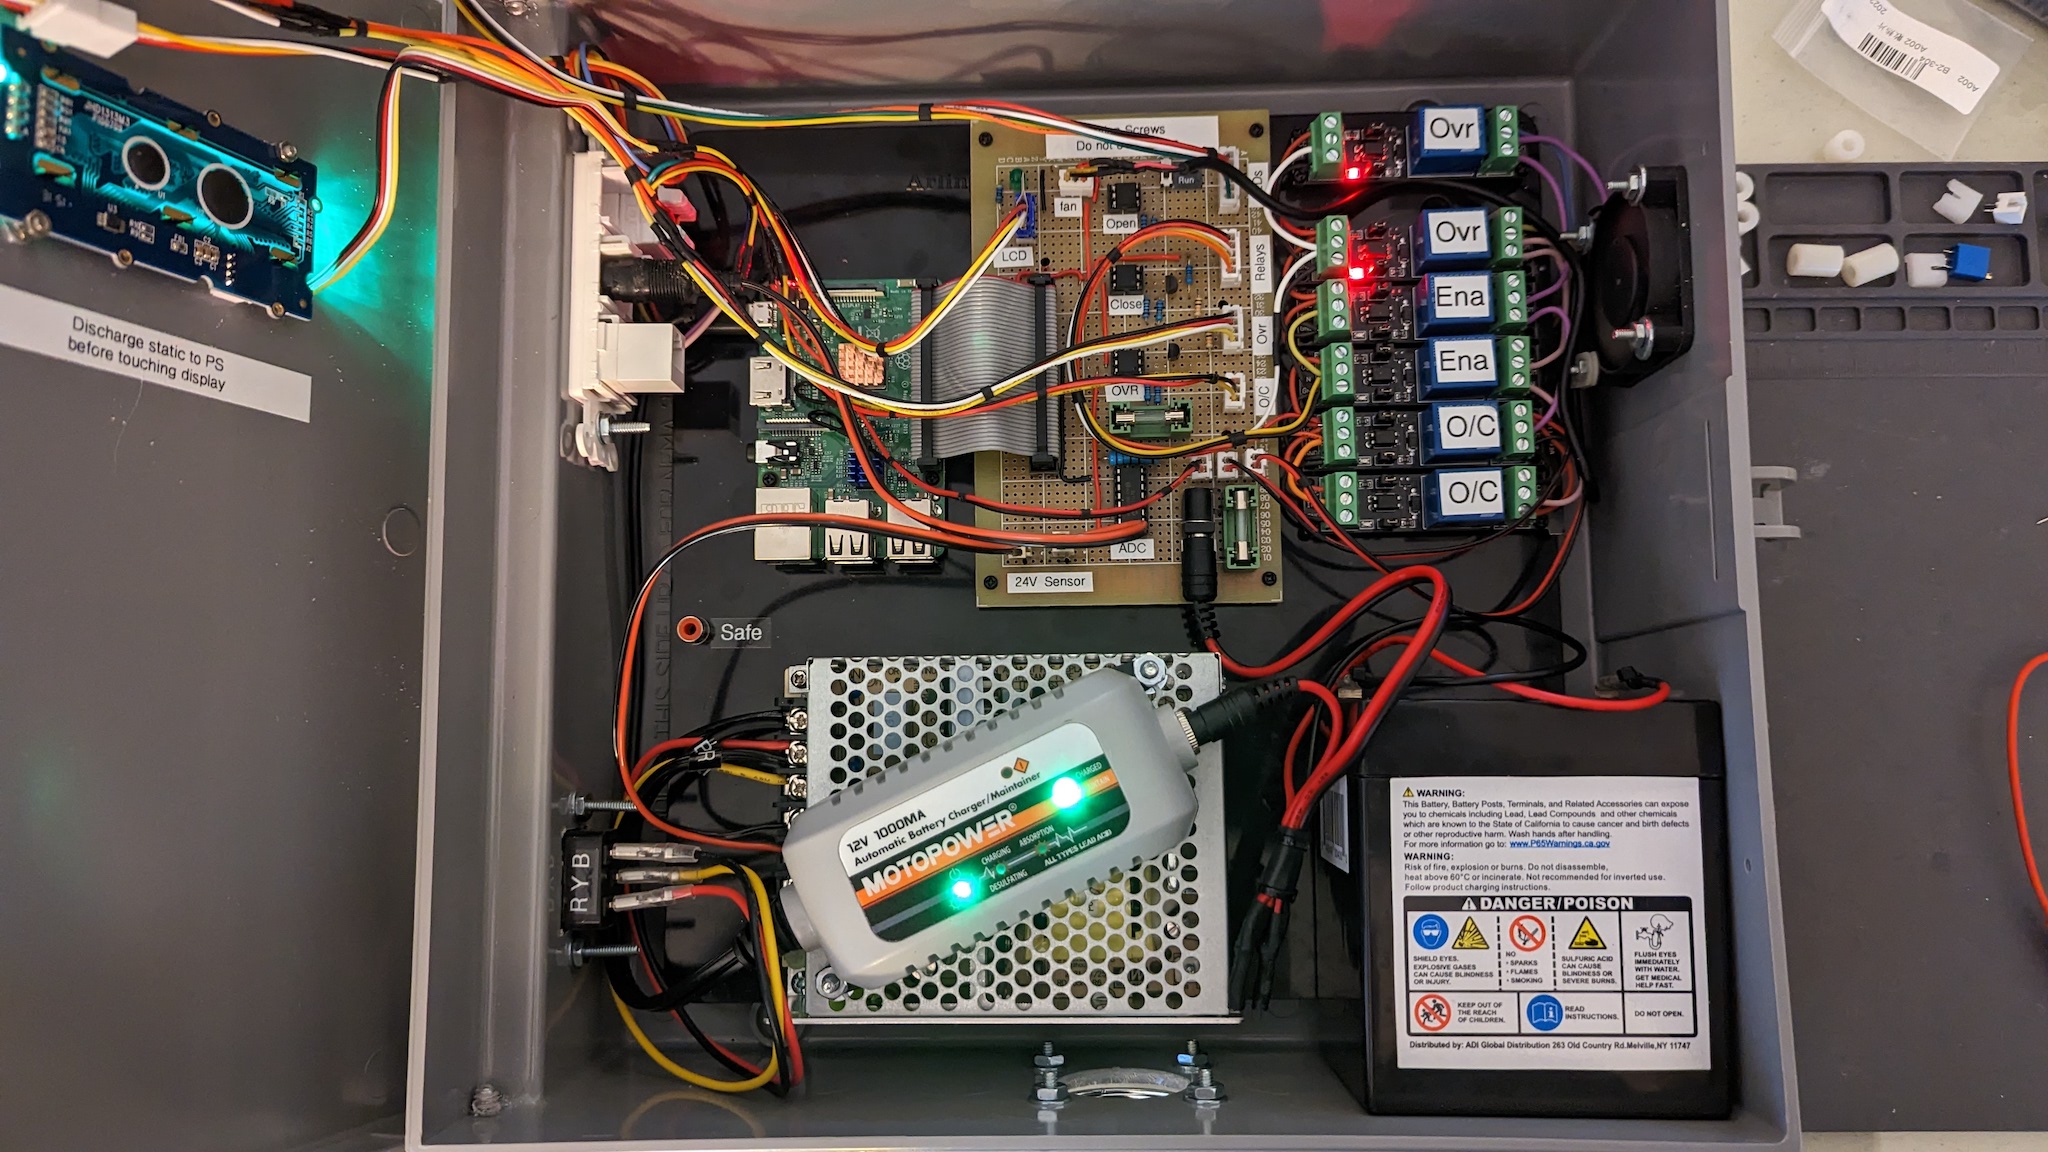 JHD1313M3
Discharge static to PS
before touching display
Screws
Do not
fan
Run
Open
LCD
Close
Relays
OVR
Ovr
O/C
ADC
24V Sensor
Ovr
Ovr
Ena
Ena
O/C
O/C
Safe
RYB
12V 1000MA
Automatic Battery Charger/Maintainer
MOTOPOWER®
CHARGED
CHARGING
ABSORPTION
DESULFATING
ALL TYPES LEAD ACID
WARNING:
This Battery, Battery Posts, Terminals, and Related Accessories can expose
you to chemicals including Lead, Lead Compounds and other chemicals
which are known to the State of California to cause cancer and birth defects
or other reproductive harm. Wash hands after handling.
For more information go to: www.P65Warnings.ca.gov
WARNING:
Risk of fire, explosion or burns. Do not disassemble,
heat above 60°C or incinerate. Not recommended for inverted use.
Follow product charging instructions.
DANGER/POISON
SHIELD EYES.
EXPLOSIVE GASES
CAN CAUSE BLINDNESS
OR INJURY.
NO
• SPARKS
• FLAMES
• SMOKING
SULFURIC ACID
CAN CAUSE
BLINDNESS OR
SEVERE BURNS.
FLUSH EYES
IMMEDIATELY
WITH WATER.
GET MEDICAL
HELP FAST.
KEEP OUT OF
THE REACH
OF CHILDREN.
READ
INSTRUCTIONS.
DO NOT OPEN.
Distributed by: ADI Global Distribution 263 Old Country Rd.Melville,NY 11747
A002 B2-304